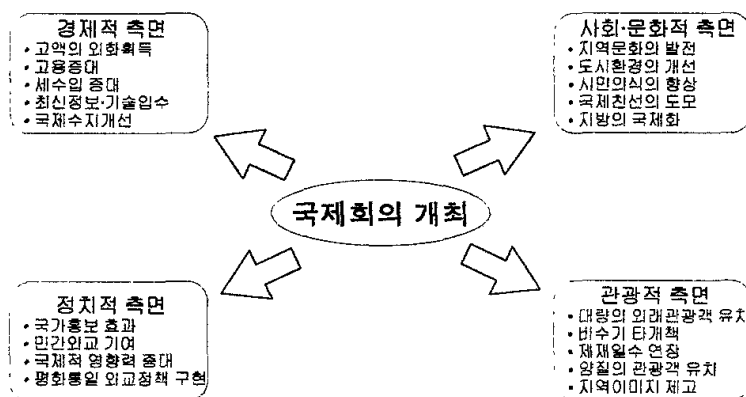 경제적 측면
• 고액의 외화획득
• 고용증대
• 세수입 증대
• 최신정보·기술입수
• 국제수지개선
사회·문화적 측면
• 지역문화의 발전
• 도시환경의 개선
• 시민의식의 향상
• 국제친선의 도모
• 지방의 국제화
국제회의 개최
정치적 측면
• 국가홍보 효과
• 민간외교 기여
• 국제적 영향력 증대
• 평화통일 외교정책 구현
관광적 측면
• 대량의 외래관광객 유치
• 비수기 타개책
• 체재일수 연장
• 양질의 관광객 유치
• 지역이미지 제고